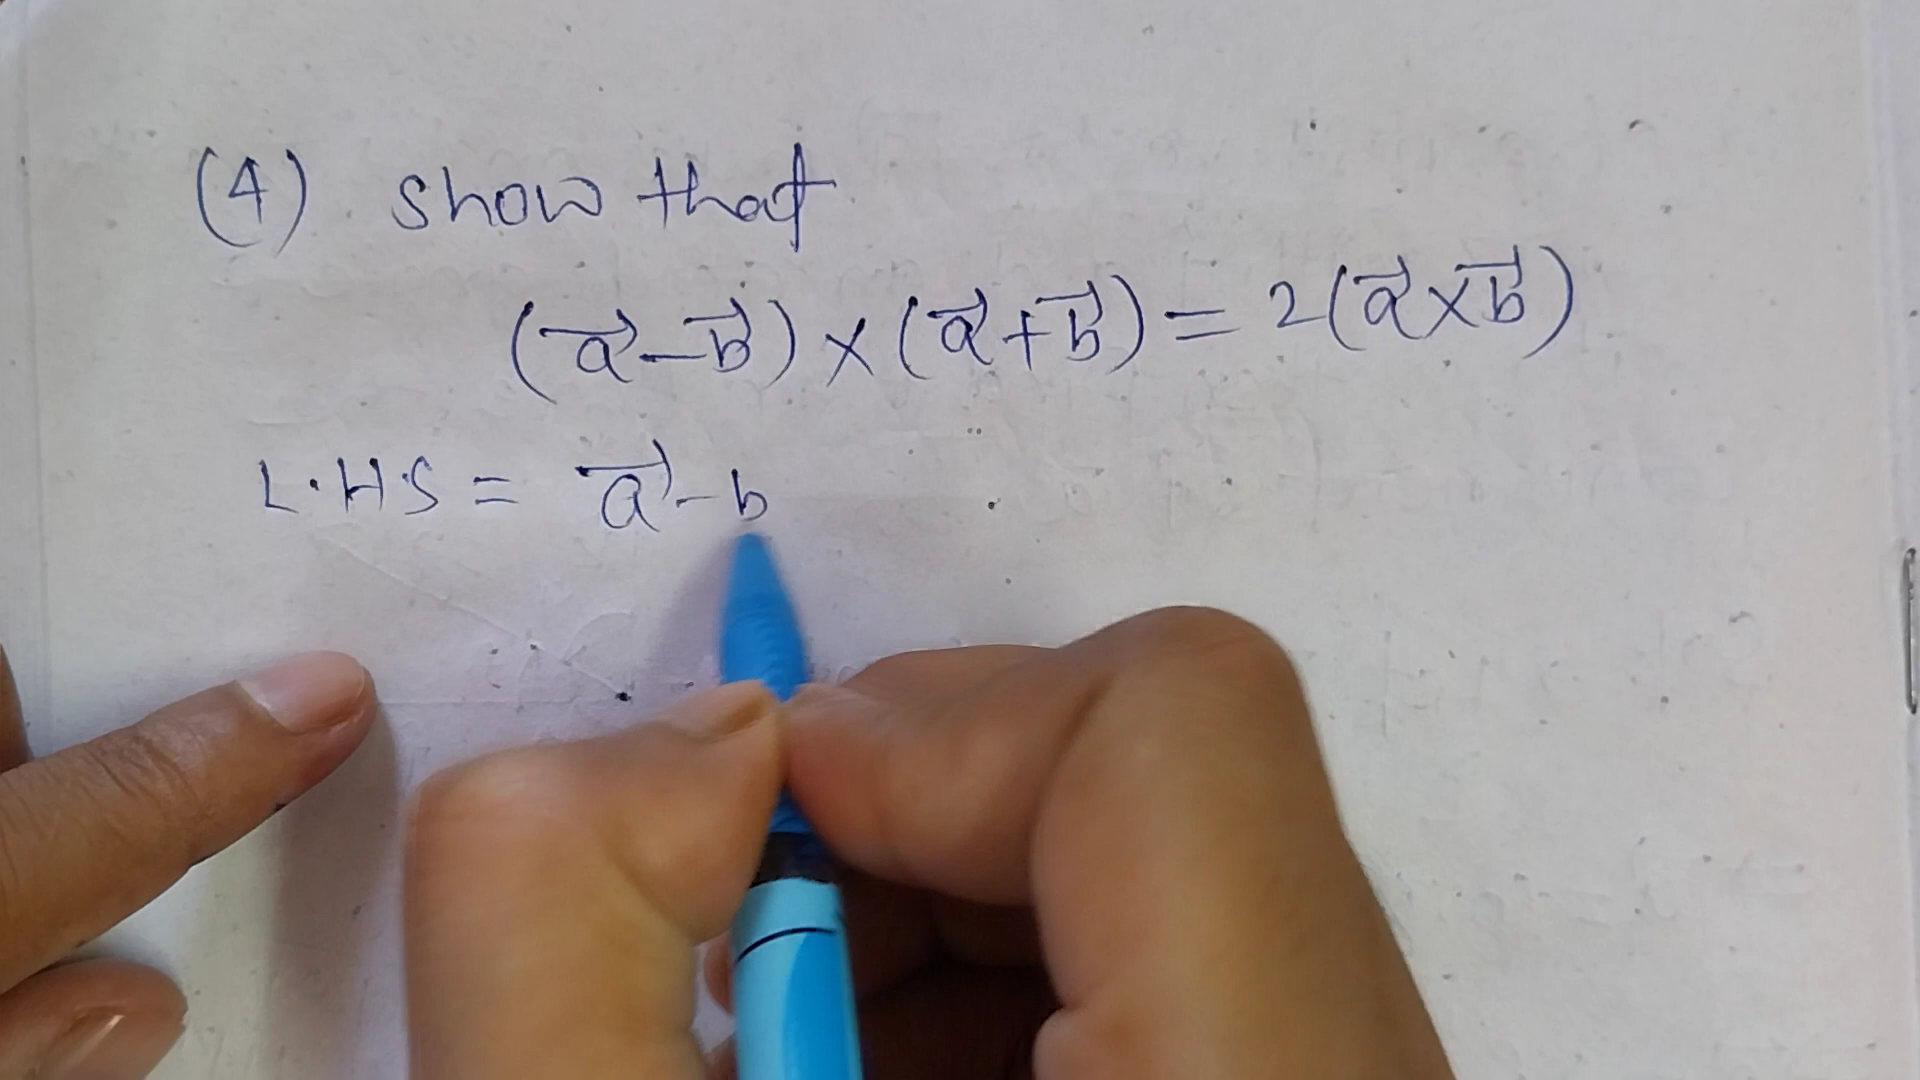 (4) show that
(a⃗-b⃗)×(a⃗+b⃗)=2(a⃗×b⃗)
L.H.S = a⃗-b